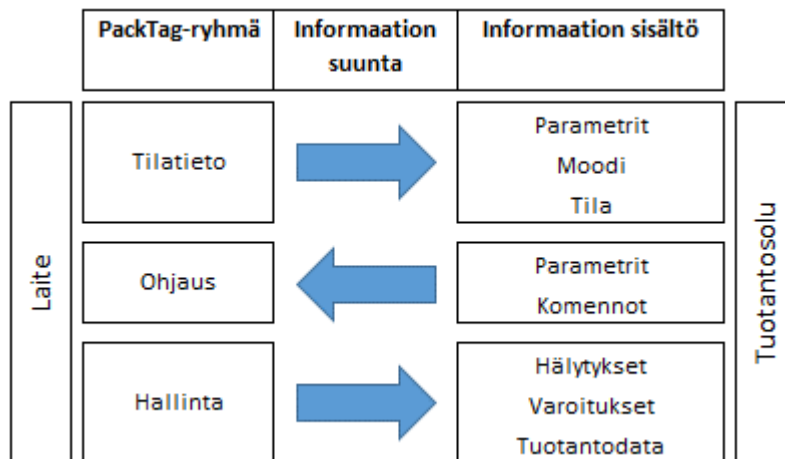 PackTag-ryhmä
Informaation
suunta
Informaation sisältö
Laite
Tilatieto
Parametrit
Moodi
Tila
Ohjaus
Parametrit
Komennot
Hallinta
Hälytykset
Varoitukset
Tuotantodata
Tuotantosolu